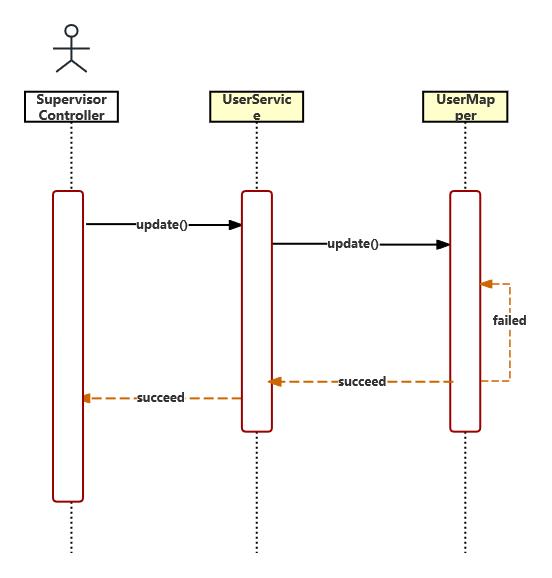 Supervisor
Controller
UserServic
e
UserMap
per
update()
update()
failed
succeed
succeed